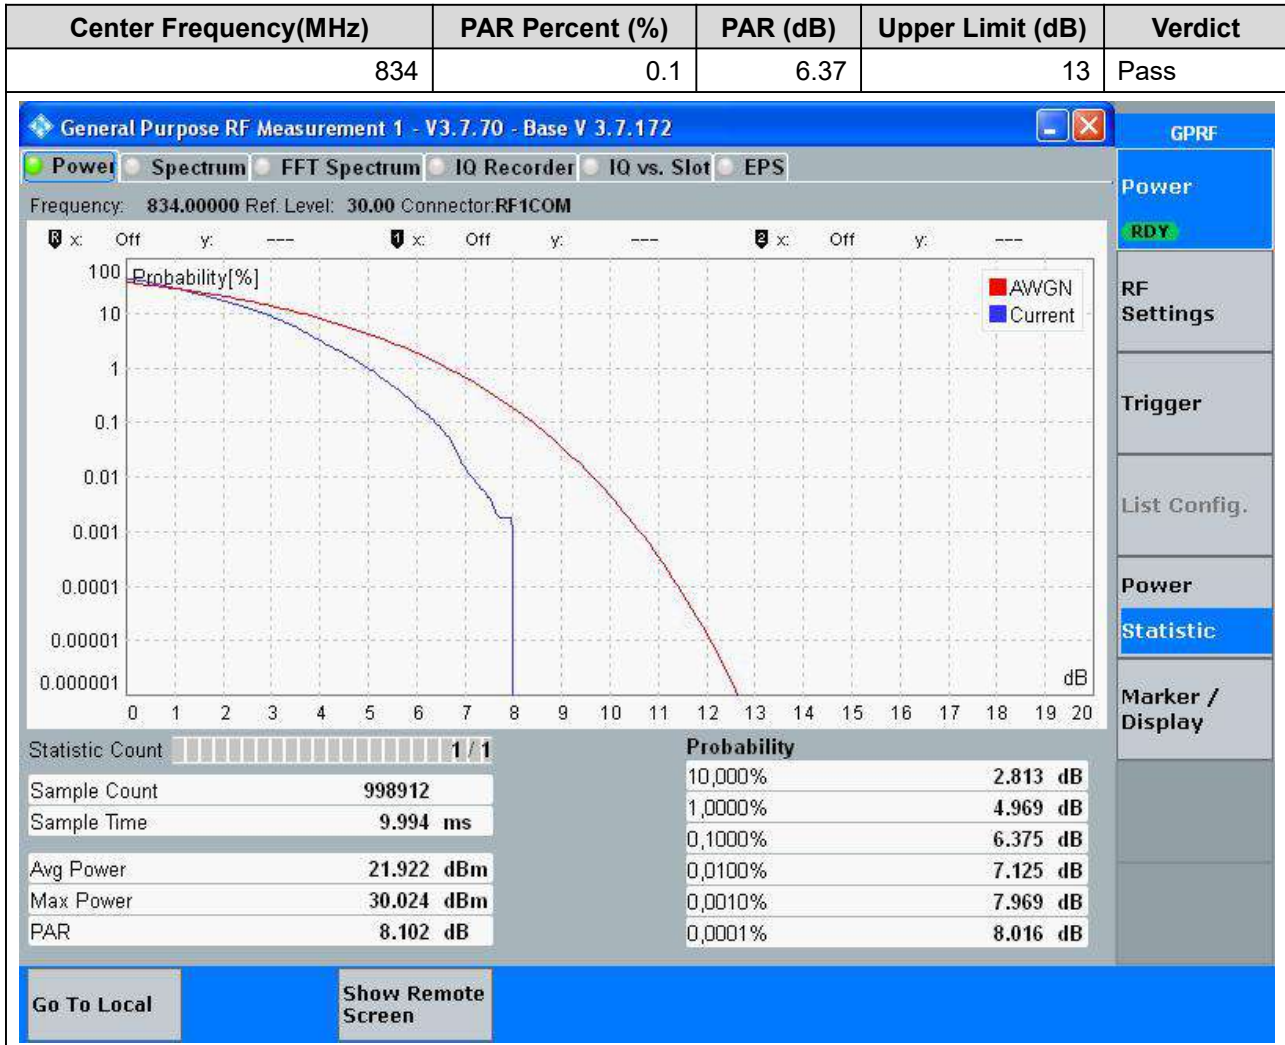 Center Frequency(MHz) PAR Percent (%) PAR (dB) Upper Limit (dB) Verdict
834 0.1 6.37 13 Pass
General Purpose RF Measurement 1 - V3.7.70 - Base V 3.7.172
GPRF
Power Spectrum FFT Spectrum IQ Recorder IQ vs. Slot EPS
Power
RDY
Frequency: 834.00000 Ref. Level: 30.00 Connector:RF1COM
R x: Off y: --- 1 x: Off y: --- 2 x: Off y: ---
Probability[%]
100
10
1
0.1
0.01
0.001
0.0001
0.00001
0.000001
AWGN
Current
dB
0 1 2 3 4 5 6 7 8 9 10 11 12 13 14 15 16 17 18 19 20
RF
Settings
Trigger
List Config.
Power
Statistic
Marker /
Display
Statistic Count 1 / 1
Sample Count 998912
Sample Time 9.994 ms
Avg Power 21.922 dBm
Max Power 30.024 dBm
PAR 8.102 dB
Probability
10,000% 2.813 dB
1,0000% 4.969 dB
0,1000% 6.375 dB
0,0100% 7.125 dB
0,0010% 7.969 dB
0,0001% 8.016 dB
Go To Local
Show Remote
Screen